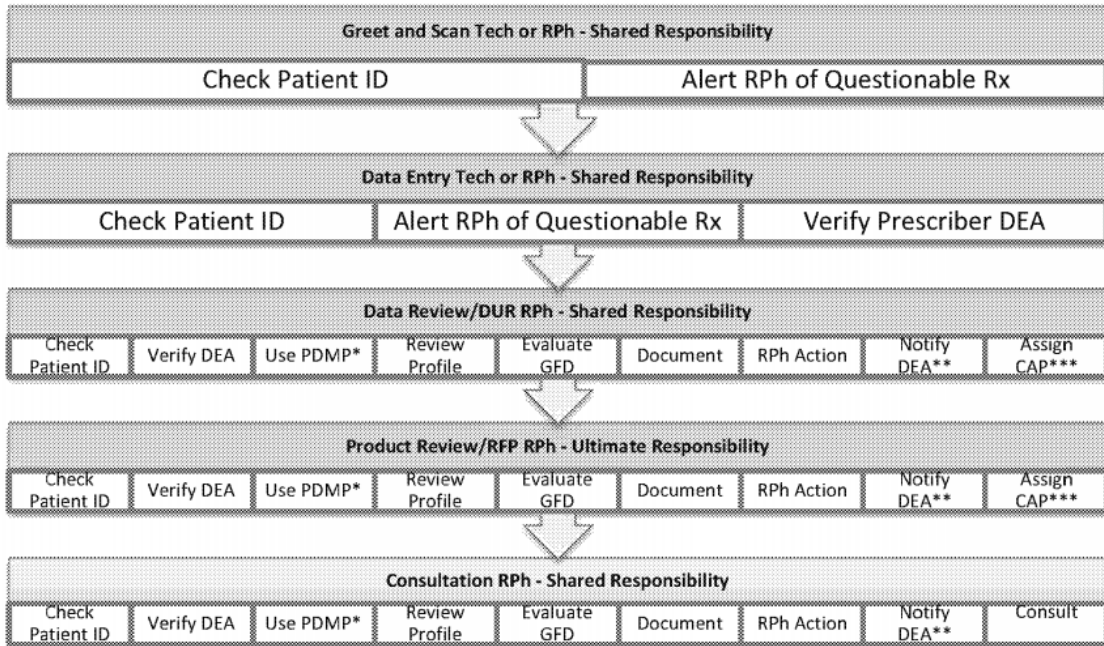 Greet and Scan Tech or RPh - Shared Responsibility
Check Patient ID
Alert RPh of Questionable Rx
Data Entry Tech or RPh - Shared Responsibility
Check Patient ID
Alert RPh of Questionable Rx
Verify Prescriber DEA
Data Review/DUR RPh - Shared Responsibility
Check
Patient ID
Verify DEA
Use PDMP*
Review
Profile
Evaluate
GFD
Document
RPh Action
Notify
DEA**
Assign
CAP***
Product Review/RFP RPh - Ultimate Responsibility
Check
Patient ID
Verify DEA
Use PDMP*
Review
Profile
Evaluate
GFD
Document
RPh Action
Notify
DEA**
Assign
CAP***
Consultation RPh - Shared Responsibility
Check
Patient ID
Verify DEA
Use PDMP*
Review
Profile
Evaluate
GFD
Document
RPh Action
Notify
DEA**
Consult